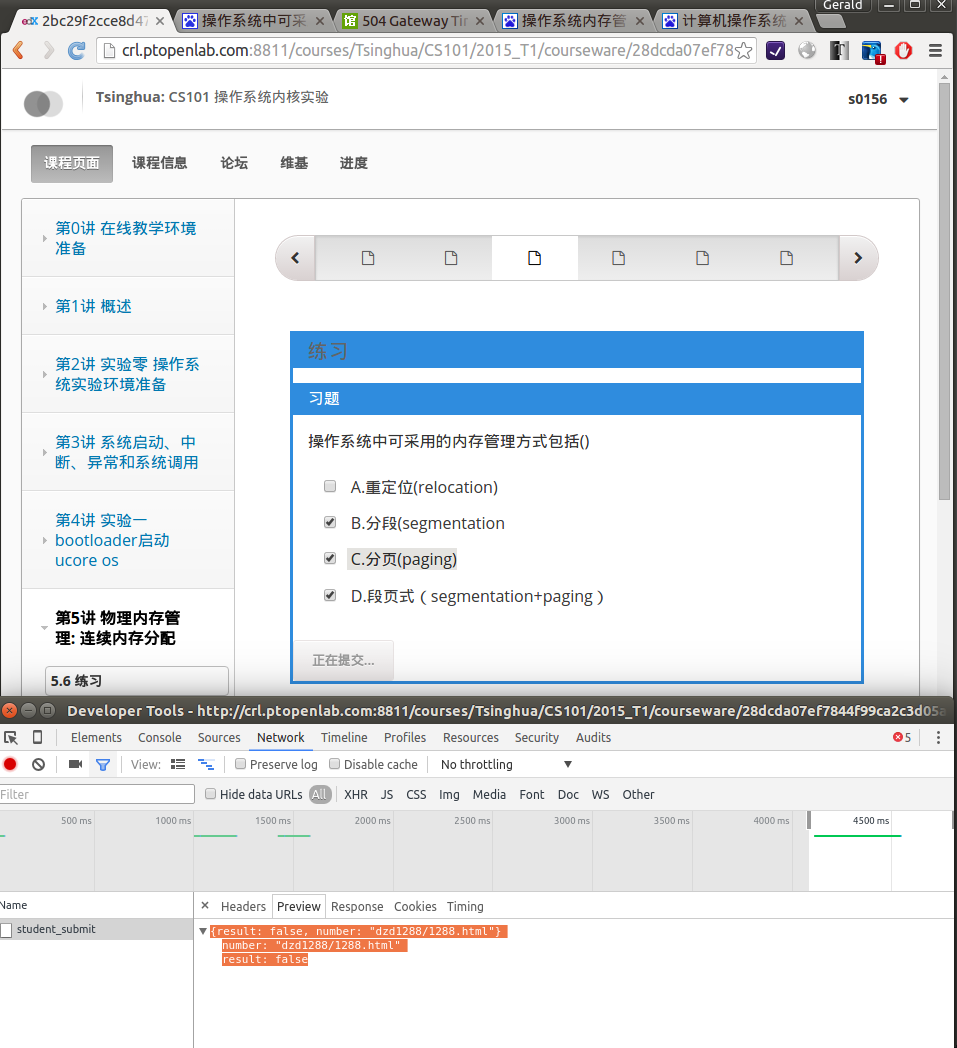 Gerald
2bc29f2cce8d47
操作系统中可采
504 Gateway Tim
操作系统内存管
计算机操作系统
crl.ptopenlab.com:8811/courses/Tsinghua/CS101/2015_T1/courseware/28dcda07ef78
Tsinghua: CS101 操作系统内核实验
s0156
课程页面 课程信息 论坛 维基 进度
第0讲 在线教学环境
准备
第1讲 概述
第2讲 实验零 操作系
统实验环境准备
第3讲 系统启动、中
断、异常和系统调用
第4讲 实验一
bootloader启动
ucore os
第5讲 物理内存管
理: 连续内存分配
5.6 练习
练习
习题
操作系统中可采用的内存管理方式包括()
A.重定位(relocation)
B.分段(segmentation
C.分页(paging)
D.段页式（segmentation+paging）
正在提交...
Developer Tools - http://crl.ptopenlab.com:8811/courses/Tsinghua/CS101/2015_T1/courseware/28dcda07ef7844f99ca2c3d05a
Elements Console Sources Network Timeline Profiles Resources Security Audits 5
View: Preserve log Disable cache No throttling
Filter Hide data URLs All XHR JS CSS Img Media Font Doc WS Other
500 ms 1000 ms 1500 ms 2000 ms 2500 ms 3000 ms 3500 ms 4000 ms 4500 ms
Name × Headers Preview Response Cookies Timing
student_submit
{result: false, number: "dzd1288/1288.html"}
number: "dzd1288/1288.html"
result: false